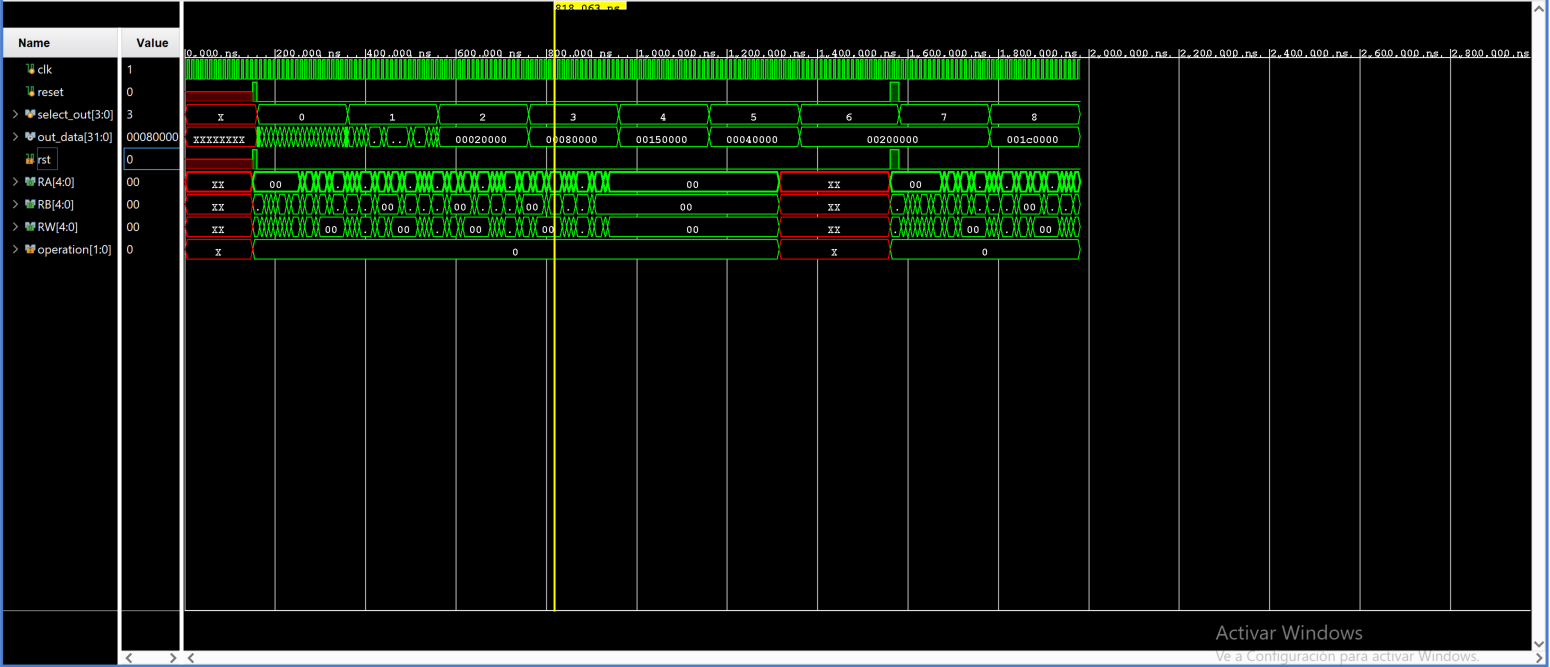 818.063 ns
Name Value
0.000 ns 200.000 ns 400.000 ns 600.000 ns 800.000 ns 1,000.000 ns 1,200.000 ns 1,400.000 ns 1,600.000 ns 1,800.000 ns 2,000.000 ns 2,200.000 ns 2,400.000 ns 2,600.000 ns 2,800.000 ns
clk 1
reset 0
select_out[3:0] 3 X 0 1 2 3 4 5 6 7 8
out_data[31:0] 00080000 XXXXXXXX . .. . 00020000 00080000 00150000 00040000 00200000 001c0000
rst 0
RA[4:0] 00 XX 00 00 XX 00
RB[4:0] 00 XX 00 00 00 00 XX 00
RW[4:0] 00 XX 00 00 00 00 00 XX 00 00
operation[1:0] 0 X 0 X 0
Activar Windows
Ve a Configuración para activar Windows.